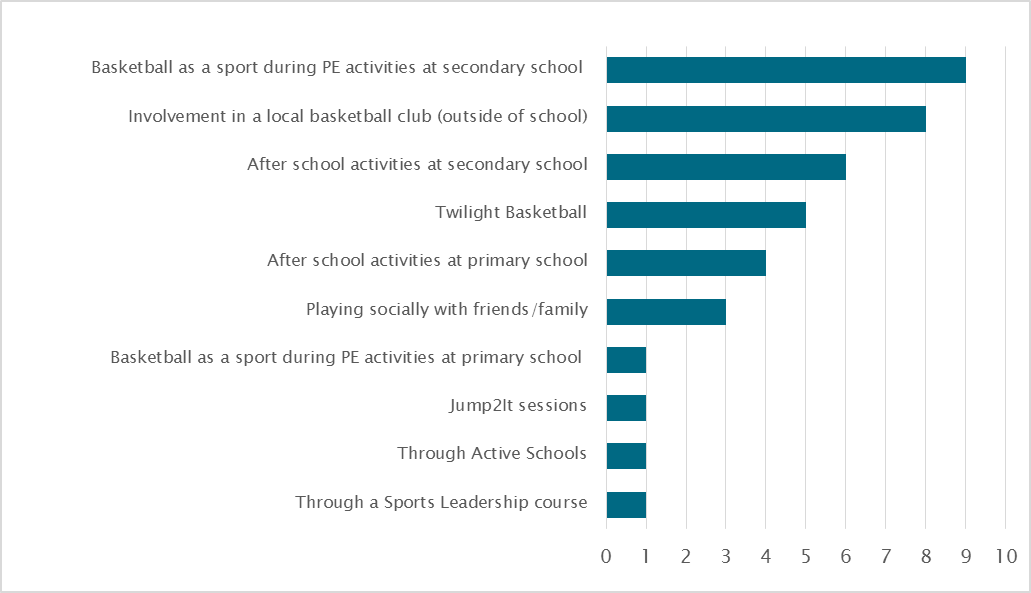 Basketball as a sport during PE activities at secondary school
Involvement in a local basketball club (outside of school)
After school activities at secondary school
Twilight Basketball
After school activities at primary school
Playing socially with friends/family
Basketball as a sport during PE activities at primary school
Jump2It sessions
Through Active Schools
Through a Sports Leadership course
0 1 2 3 4 5 6 7 8 9 10